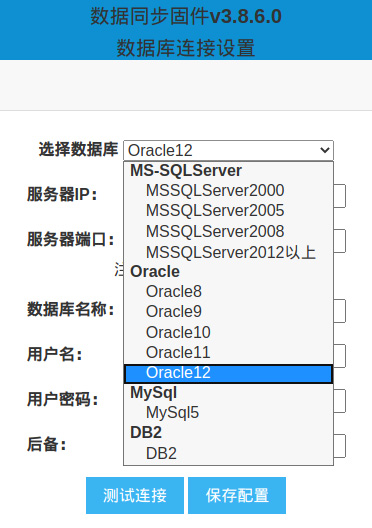 数据同步固件v3.8.6.0
数据库连接设置
选择数据库 Oracle12
MS-SQLServer
服务器IP:
MSSQLServer2000
MSSQLServer2005
服务器端口:
MSSQLServer2008
MSSQLServer2012以上
Oracle
Oracle8
数据库名称:
Oracle9
Oracle10
用户名:
Oracle11
Oracle12
用户密码:
MySql
MySql5
后备:
DB2
DB2
测试连接 保存配置